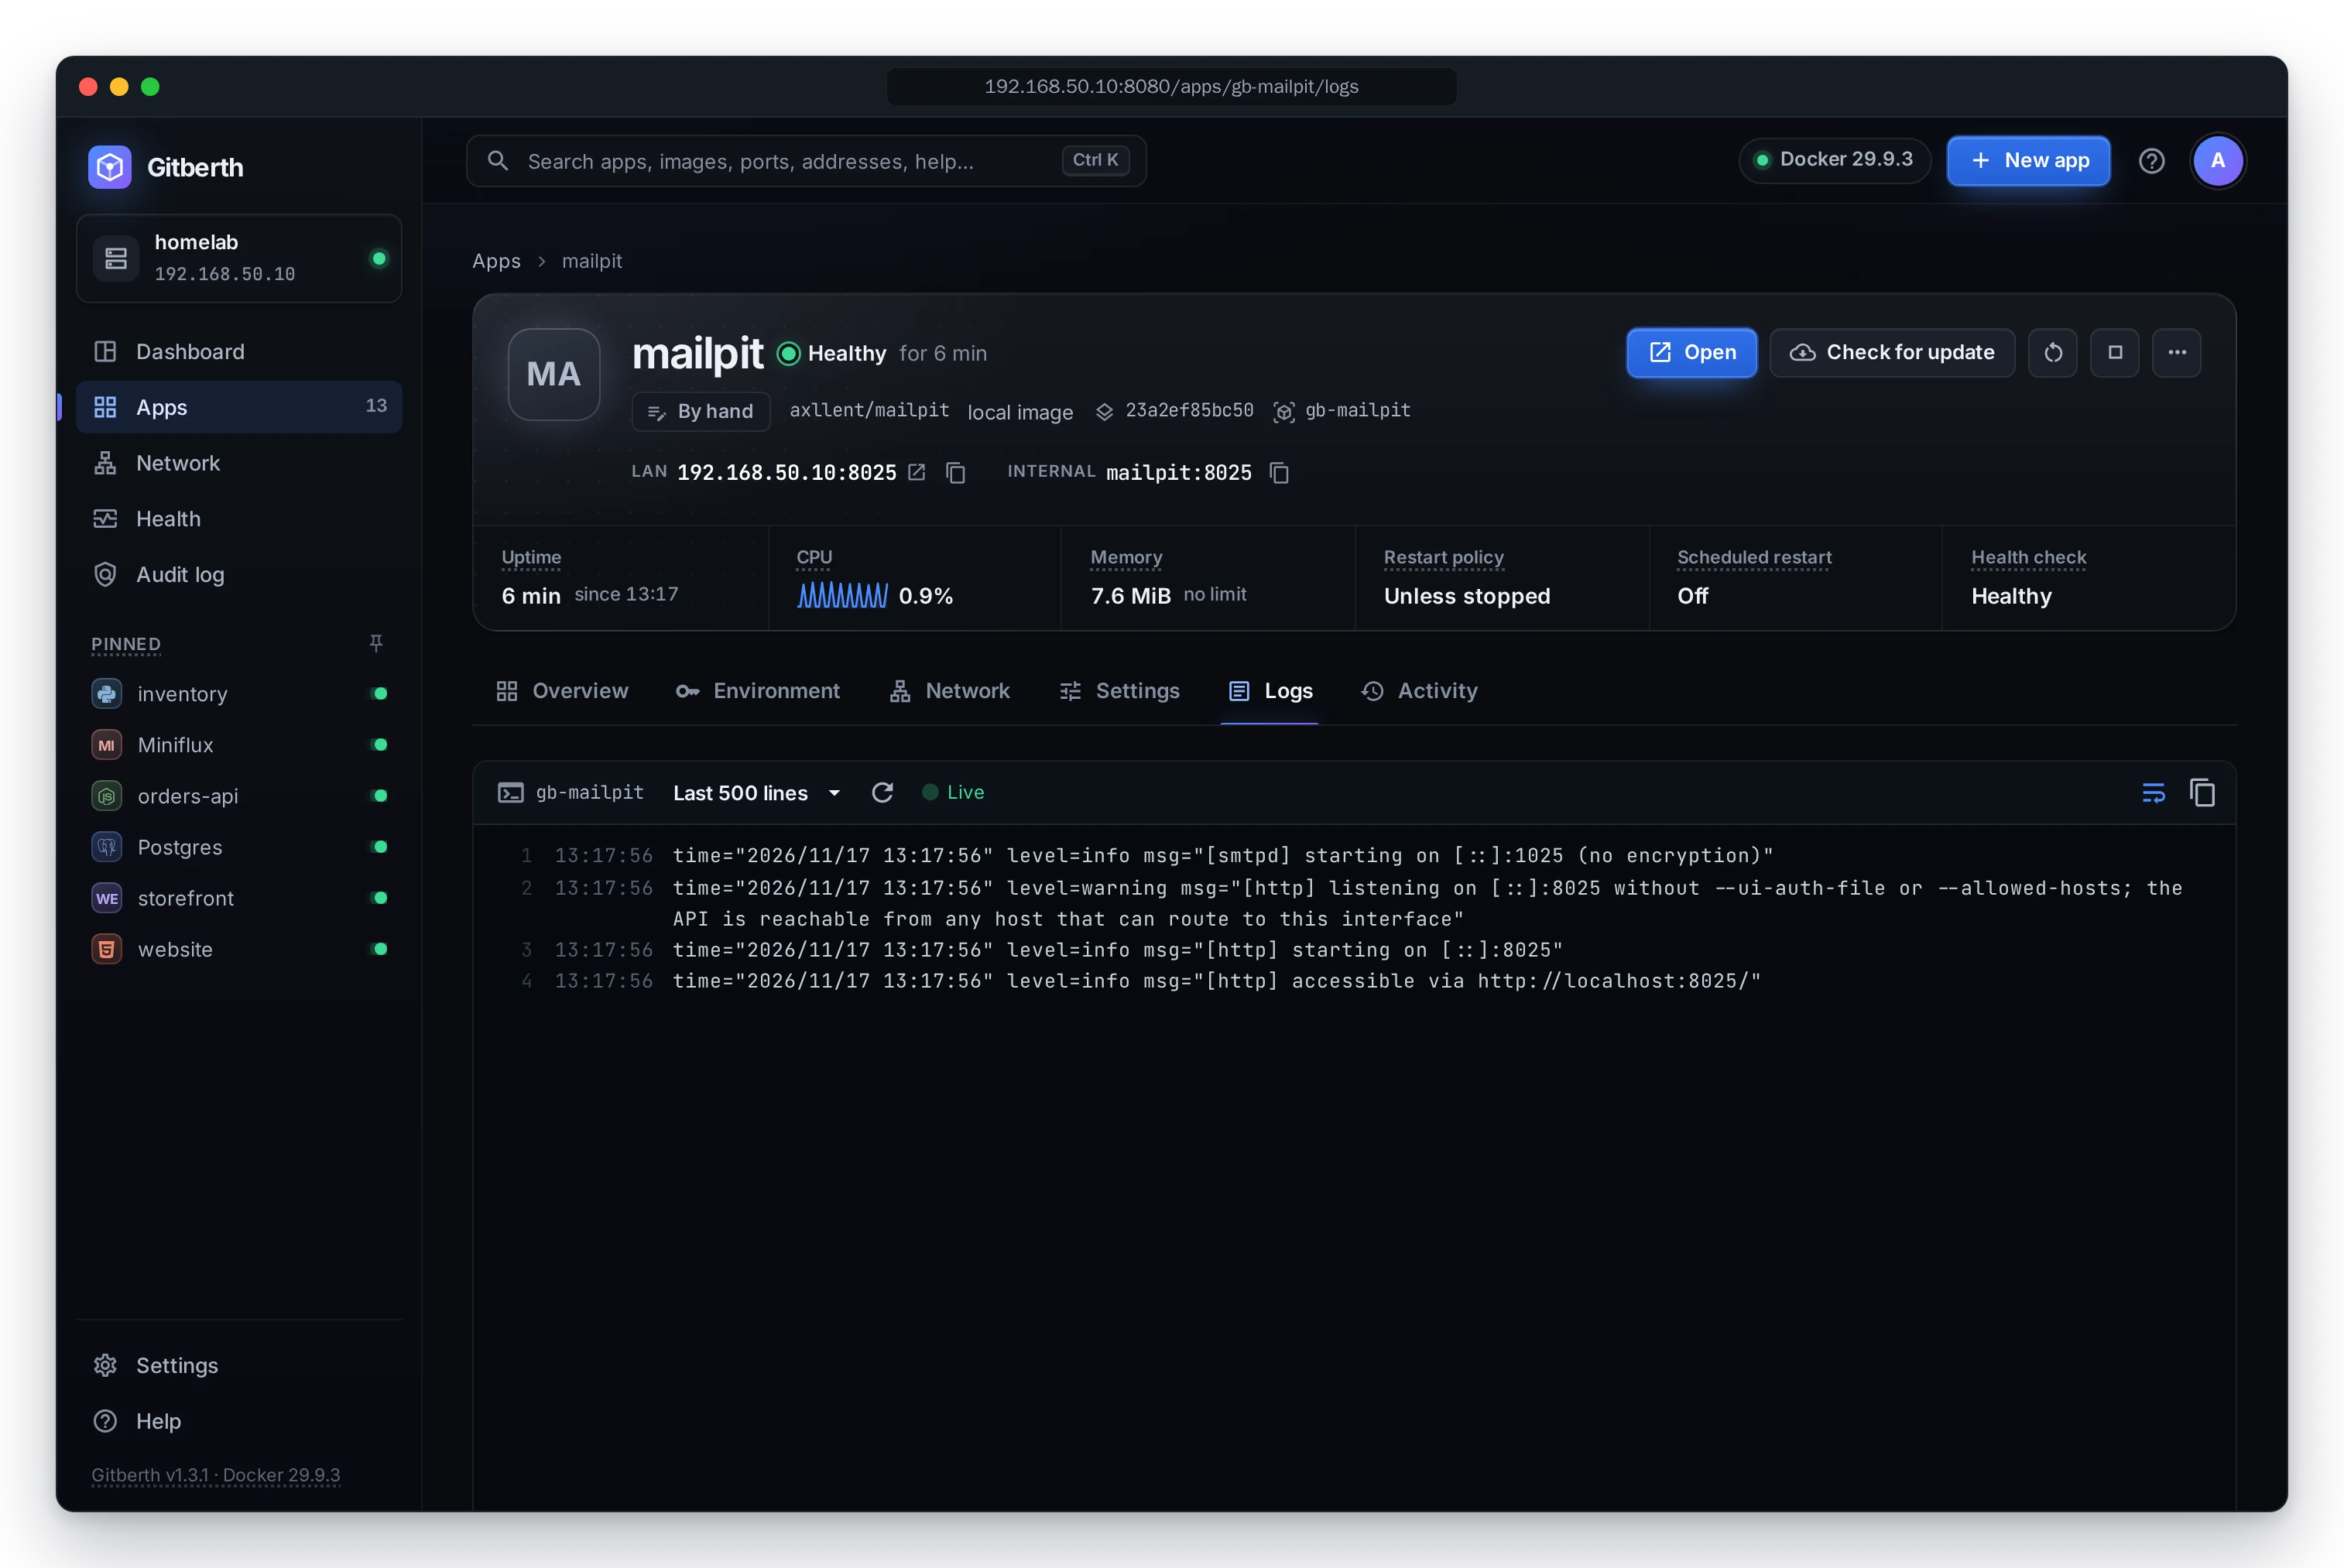 192.168.50.10:8080/apps/gb-mailpit/logs
Gitberth
Search apps, images, ports, addresses, help...
Ctrl K
Docker 29.9.3
New app
A
homelab
192.168.50.10
Dashboard
Apps
13
Network
Health
Audit log
PINNED
inventory
MI
Miniflux
JS
orders-api
Postgres
WE
storefront
5
website
Settings
Help
Gitberth v1.3.1 · Docker 29.9.3
Apps > mailpit
MA
mailpit
Healthy for 6 min
Open
Check for update
By hand axllent/mailpit local image 23a2ef85bc50 gb-mailpit
LAN 192.168.50.10:8025 INTERNAL mailpit:8025
Uptime
6 min since 13:17
CPU
0.9%
Memory
7.6 MiB no limit
Restart policy
Unless stopped
Scheduled restart
Off
Health check
Healthy
Overview Environment Network Settings Logs Activity
gb-mailpit Last 500 lines Live
1 13:17:56 time="2026/11/17 13:17:56" level=info msg="[smtpd] starting on [::]:1025 (no encryption)"
2 13:17:56 time="2026/11/17 13:17:56" level=warning msg="[http] listening on [::]:8025 without --ui-auth-file or --allowed-hosts; the
API is reachable from any host that can route to this interface"
3 13:17:56 time="2026/11/17 13:17:56" level=info msg="[http] starting on [::]:8025"
4 13:17:56 time="2026/11/17 13:17:56" level=info msg="[http] accessible via http://localhost:8025/"